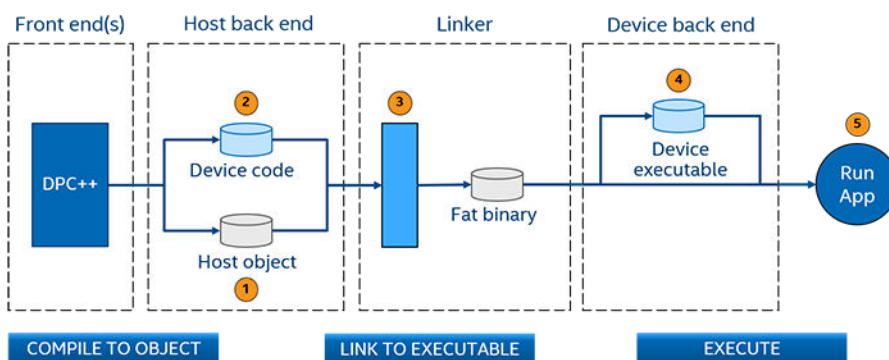 Front end(s)
Host back end
Linker
Device back end
2
3
4
5
DPC++
Device code
Device
executable
Run
App
Fat binary
Host object
1
COMPILE TO OBJECT
LINK TO EXECUTABLE
EXECUTE